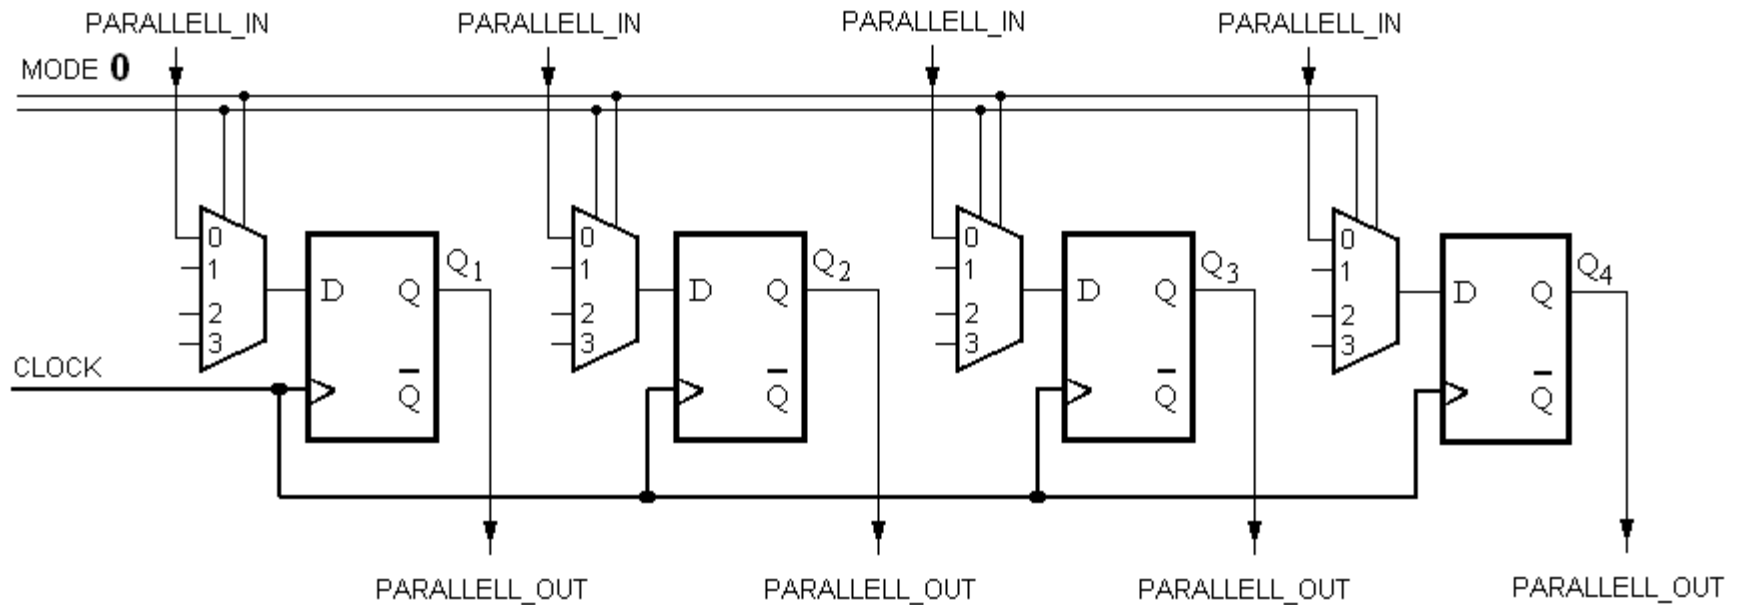 PARALLELL_IN PARALLELL_IN PARALLELL_IN PARALLELL_IN
MODE 0
0 0 0 0
1 1 1 1
2 2 2 2
3 3 3 3
D Q Q1 D Q Q2 D Q Q3 D Q Q4
CLOCK
Q̅ Q̅ Q̅ Q̅
PARALLELL_OUT PARALLELL_OUT PARALLELL_OUT PARALLELL_OUT